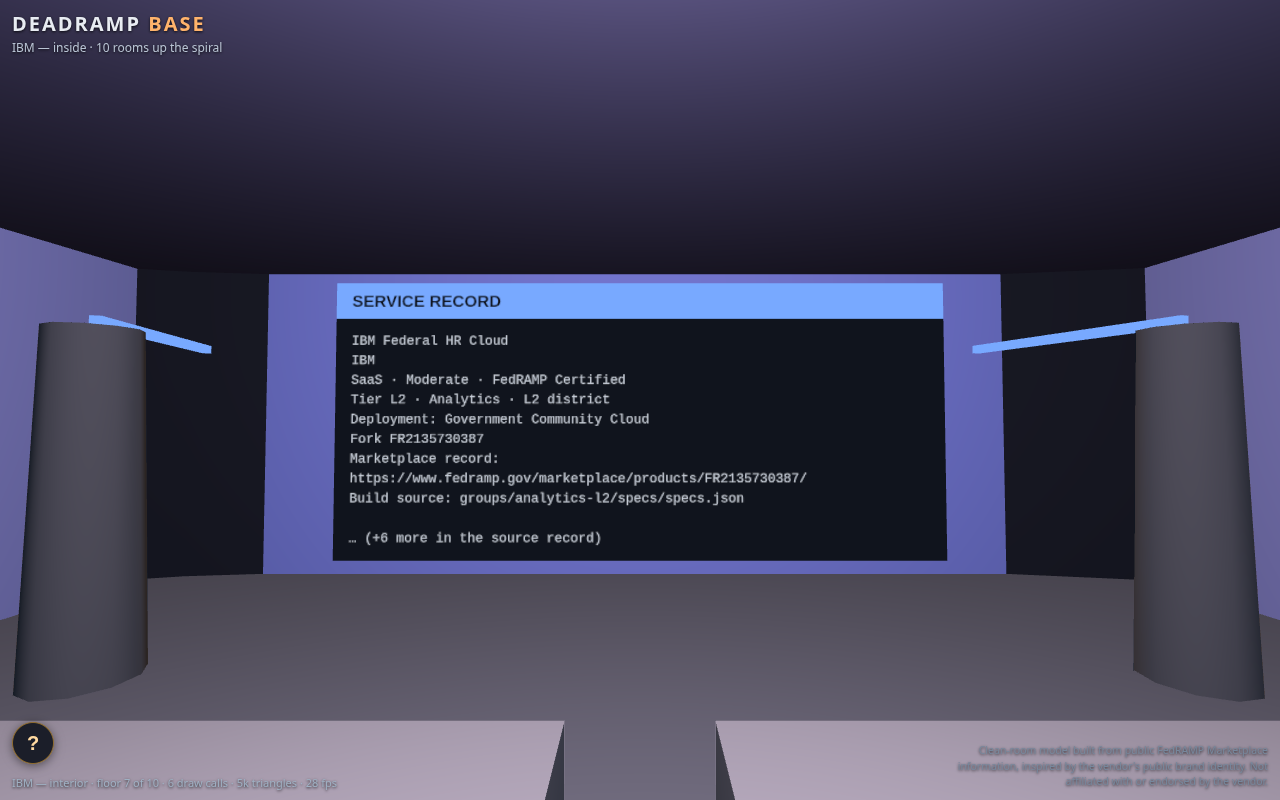 DEADRAMP BASE
IBM — inside · 10 rooms up the spiral
SERVICE RECORD
IBM Federal HR Cloud
IBM
SaaS · Moderate · FedRAMP Certified
Tier L2 · Analytics · L2 district
Deployment: Government Community Cloud
Fork FR2135730387
Marketplace record:
https://www.fedramp.gov/marketplace/products/FR2135730387/
Build source: groups/analytics-l2/specs/specs.json
… (+6 more in the source record)
?
IBM — interior · floor 7 of 10 · 6 draw calls · 5k triangles · 28 fps
Clean-room model built from public FedRAMP Marketplace
information, inspired by the vendor's public brand identity. Not
affiliated with or endorsed by the vendor.